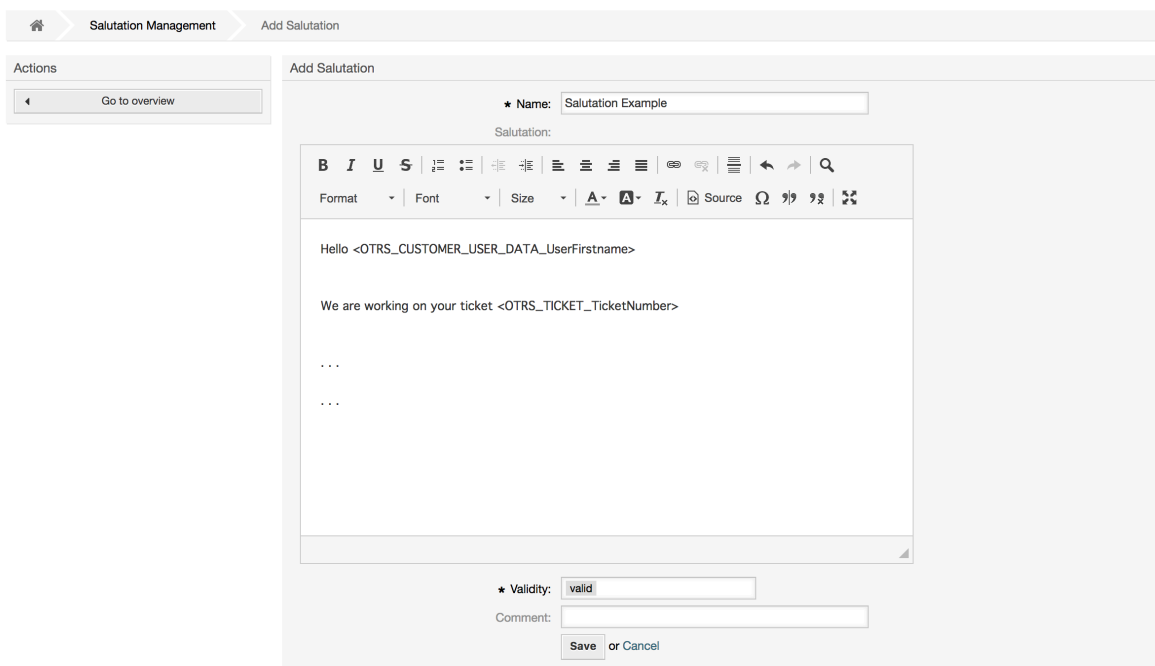 Salutation Management Add Salutation
Actions
Go to overview
Add Salutation
* Name: Salutation Example
Salutation:
B I U S
Format Font Size A A Tx Source Ω
Hello <OTRS_CUSTOMER_USER_DATA_UserFirstname>
We are working on your ticket <OTRS_TICKET_TicketNumber>
. . .
. . .
* Validity: valid
Comment:
Save or Cancel